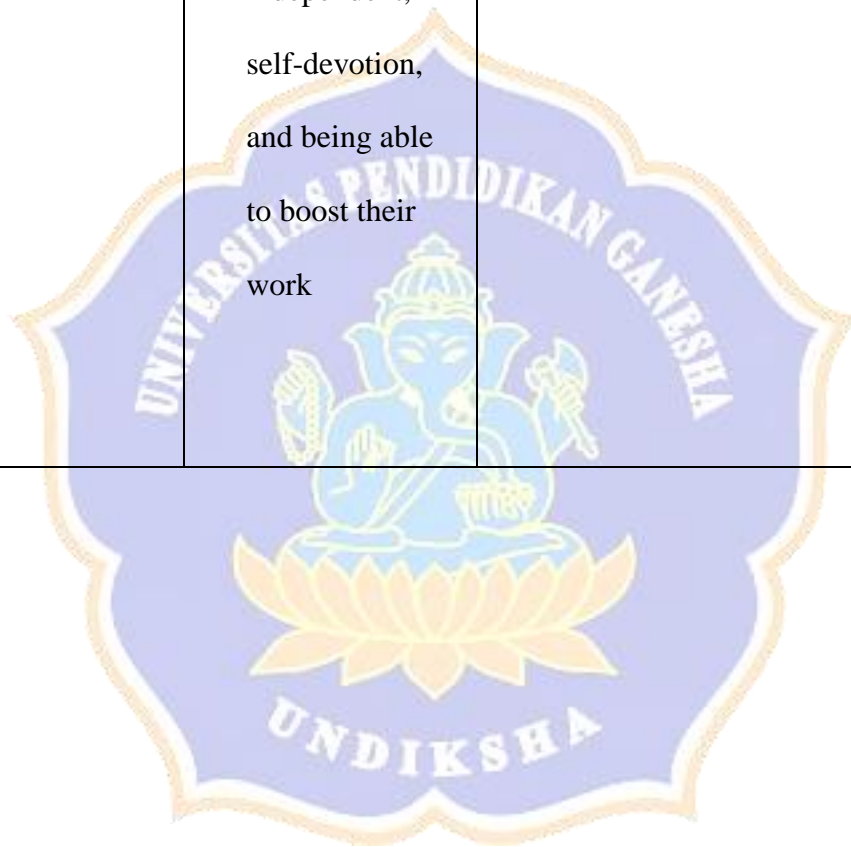 self-devotion,
and being able
to boost their
work
UNIVERSITAS PENDIDIKAN GANESHA
UNDIKSHA